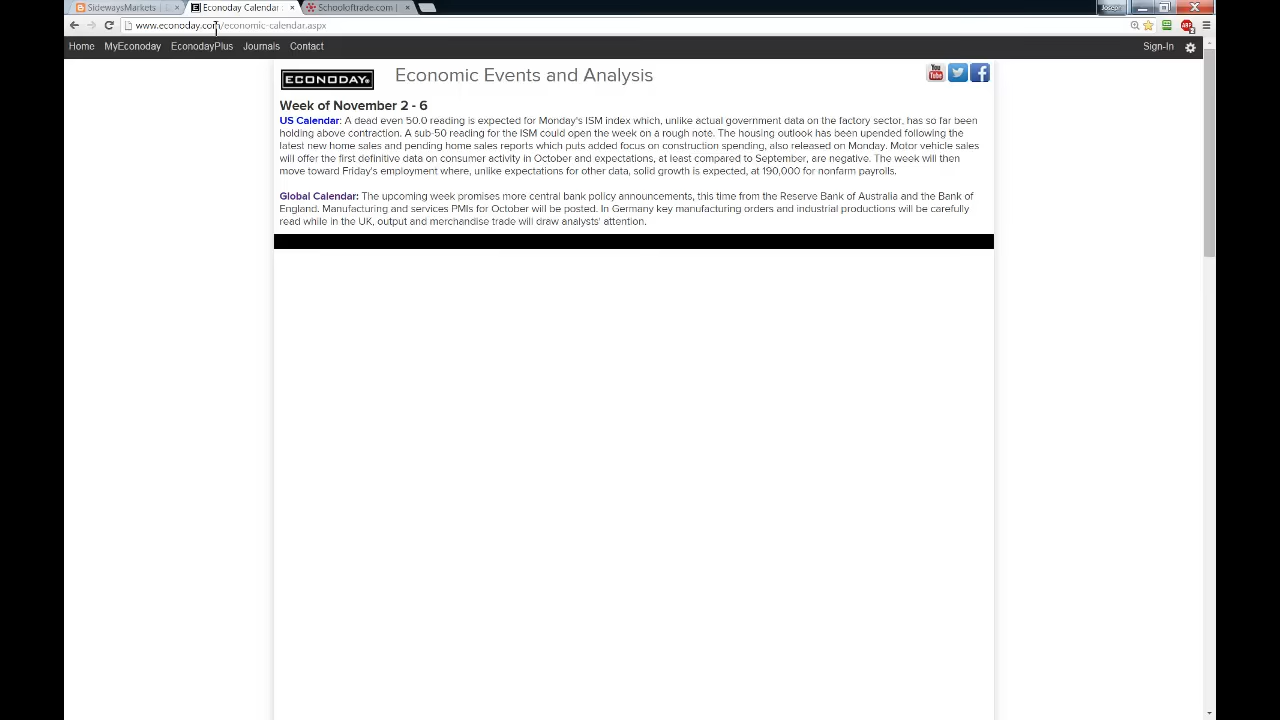 SidewaysMarkets
Econoday Calendar
Schooloftrade.com |
Joseph
www.econoday.com/economic-calendar.aspx
Home MyEconoday EconodayPlus Journals Contact Sign-In
ECONODAY® Economic Events and Analysis
You Tube
Week of November 2 - 6
US Calendar: A dead even 50.0 reading is expected for Monday's ISM index which, unlike actual government data on the factory sector, has so far been
holding above contraction. A sub-50 reading for the ISM could open the week on a rough note. The housing outlook has been upended following the
latest new home sales and pending home sales reports which puts added focus on construction spending, also released on Monday. Motor vehicle sales
will offer the first definitive data on consumer activity in October and expectations, at least compared to September, are negative. The week will then
move toward Friday's employment where, unlike expectations for other data, solid growth is expected, at 190,000 for nonfarm payrolls.
Global Calendar: The upcoming week promises more central bank policy announcements, this time from the Reserve Bank of Australia and the Bank of
England. Manufacturing and services PMIs for October will be posted. In Germany key manufacturing orders and industrial productions will be carefully
read while in the UK, output and merchandise trade will draw analysts' attention.